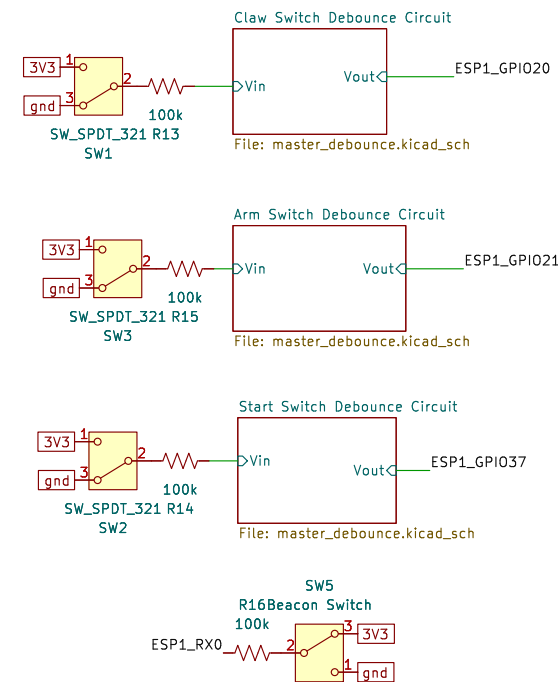 Claw Switch Debounce Circuit
3V3 1 2 Vin Vout ESP1_GPIO20
gnd 3
100k
SW_SPDT_321 R13
SW1
File: master_debounce.kicad_sch
Arm Switch Debounce Circuit
3V3 1 2 Vin Vout ESP1_GPIO21
gnd 3
100k
SW_SPDT_321 R15
SW3
File: master_debounce.kicad_sch
Start Switch Debounce Circuit
3V3 1 2 Vin Vout ESP1_GPIO37
gnd 3
100k
SW_SPDT_321 R14
SW2
File: master_debounce.kicad_sch
SW5
R16Beacon Switch
100k
ESP1_RX0 2 3 3V3
1 gnd